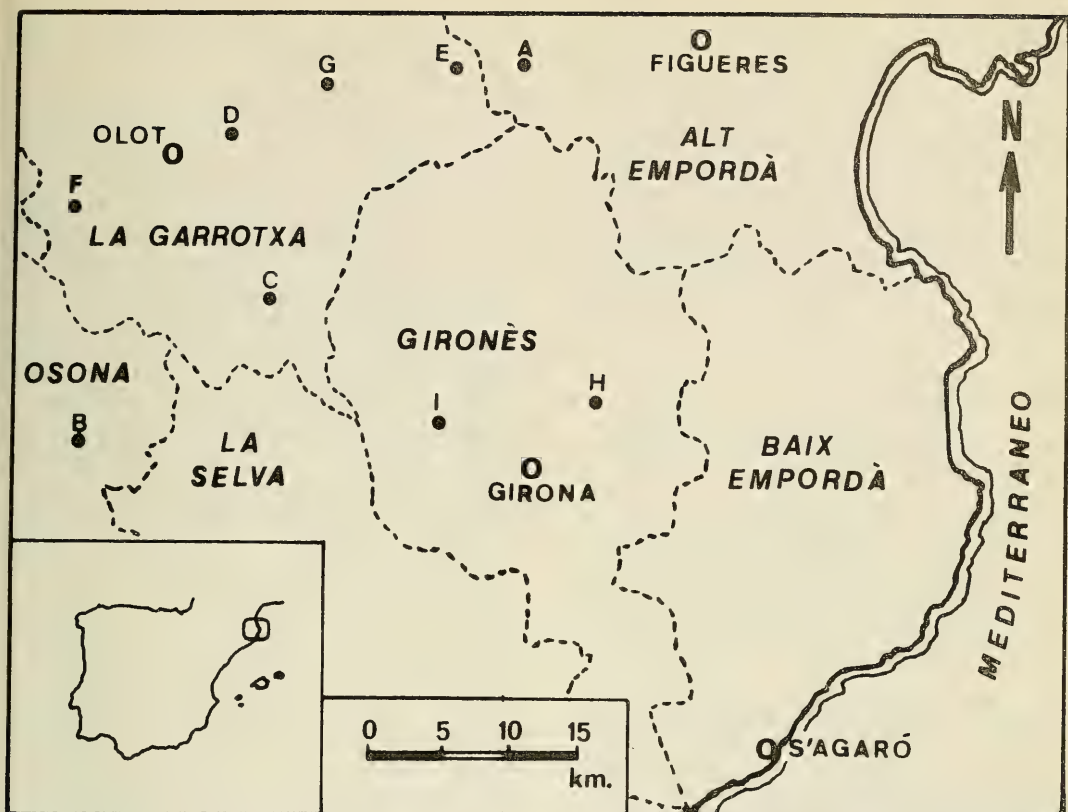 E
A
FIGUERES
G
D
OLOT
ALT
EMPORDÀ
N
F
LA GARROTXA
C
GIRONÈS
OSONA
H
B
I
LA
SELVA
BAIX
EMPORDÀ
GIRONA
MEDITERRANEO
0 5 10 15
km.
S'AGARÓ